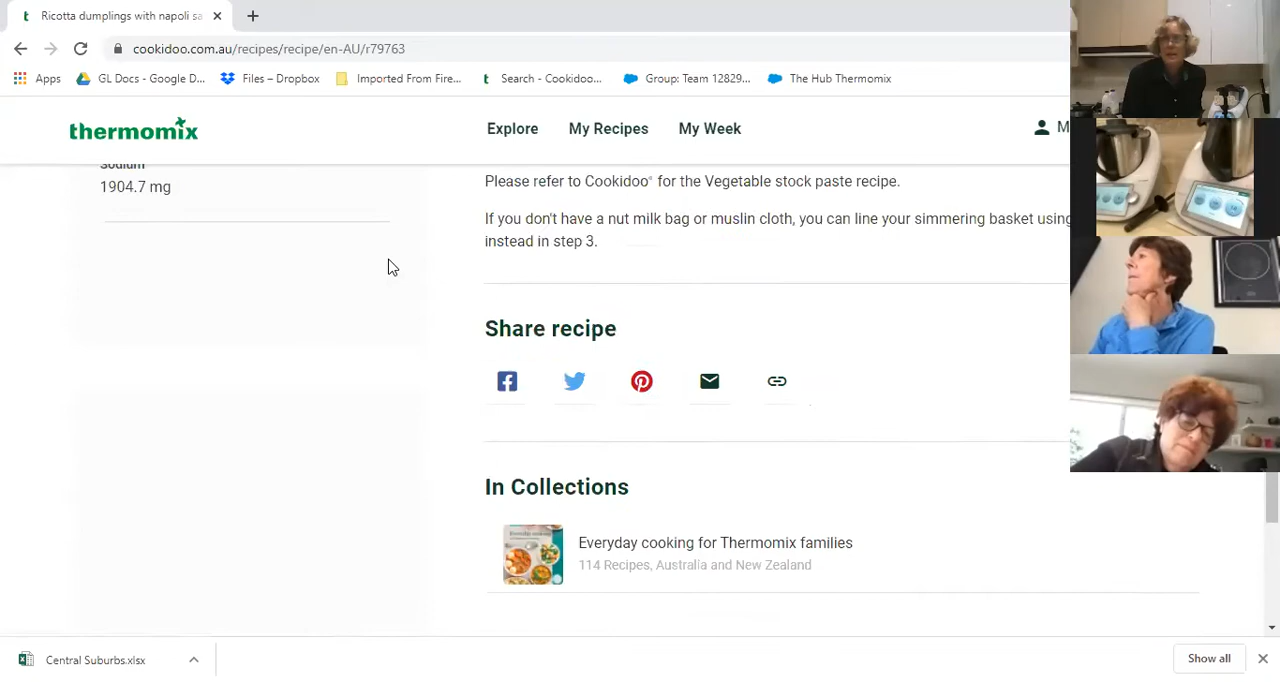 Ricotta dumplings with napoli sa
cookidoo.com.au/recipes/recipe/en-AU/r79763
Apps
GL Docs - Google D...
Files – Dropbox
Imported From Fire...
Search - Cookidoo...
Group: Team 12829...
The Hub Thermomix
thermomix
Explore
My Recipes
My Week
M
Sodium
1904.7 mg
Please refer to Cookidoo® for the Vegetable stock paste recipe.
If you don't have a nut milk bag or muslin cloth, you can line your simmering basket using
instead in step 3.
Share recipe
In Collections
Everyday cooking for Thermomix families
114 Recipes, Australia and New Zealand
Central Suburbs.xlsx
Show all